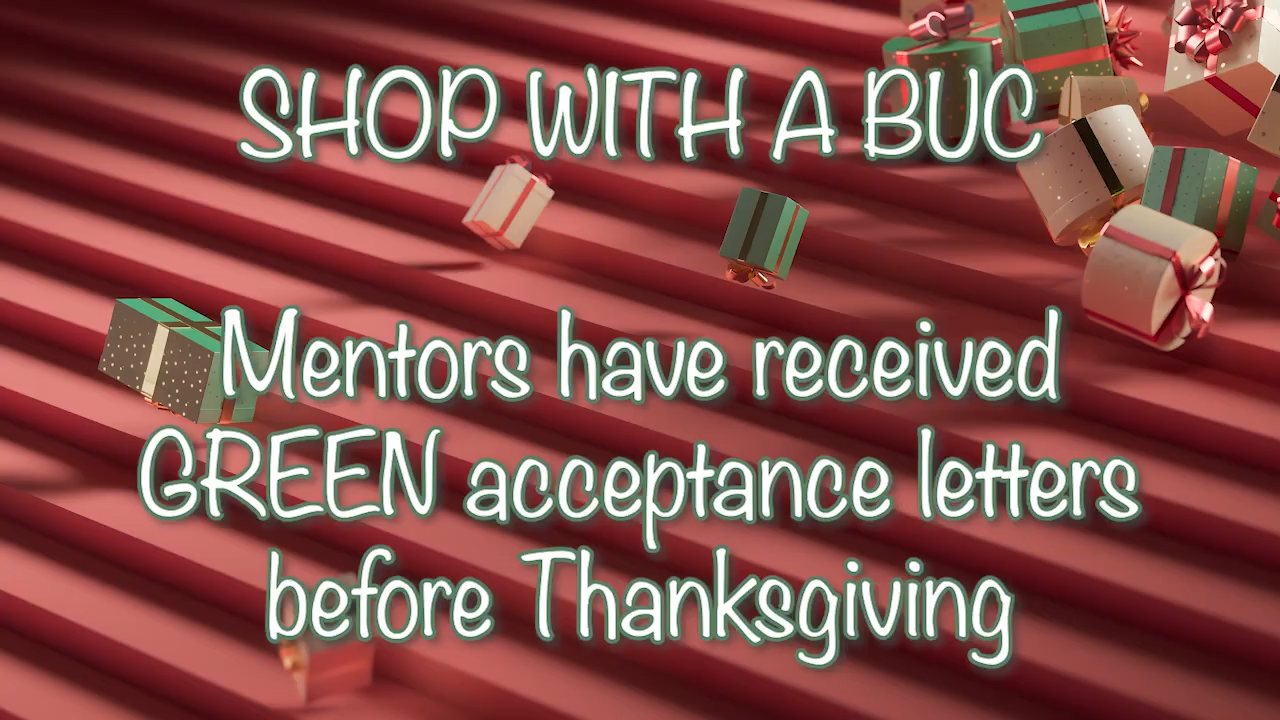 SHOP WITH A BUC
Mentors have received
GREEN acceptance letters
before Thanksgiving